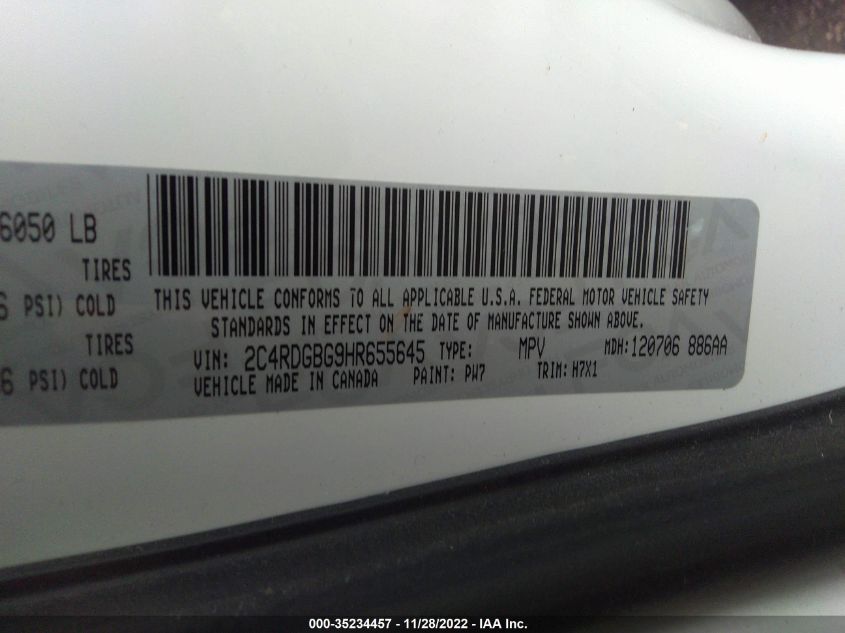 6050 LB
TIRES
6 PSI) COLD
TIRES
6 PSI) COLD
THIS VEHICLE CONFORMS TO ALL APPLICABLE U.S.A. FEDERAL MOTOR VEHICLE SAFETY
STANDARDS IN EFFECT ON THE DATE OF MANUFACTURE SHOWN ABOVE.
VIN: 2C4RDGBG9HR655645 TYPE: MPV MDH: 120706 886AA
VEHICLE MADE IN CANADA PAINT: PW7 TRIM: H7X1
000-35234457 - 11/28/2022 - IAA Inc.